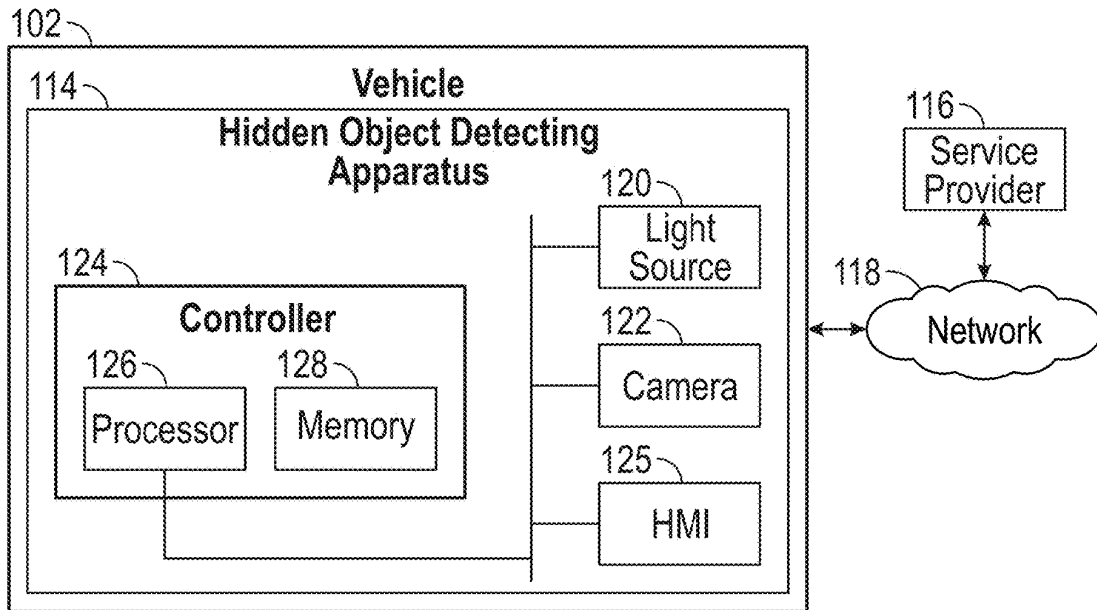 102
Vehicle
114
Hidden Object Detecting
Apparatus
116
Service
Provider
120
Light
Source
124
Controller
118
Network
122
Camera
126
Processor
128
Memory
125
HMI